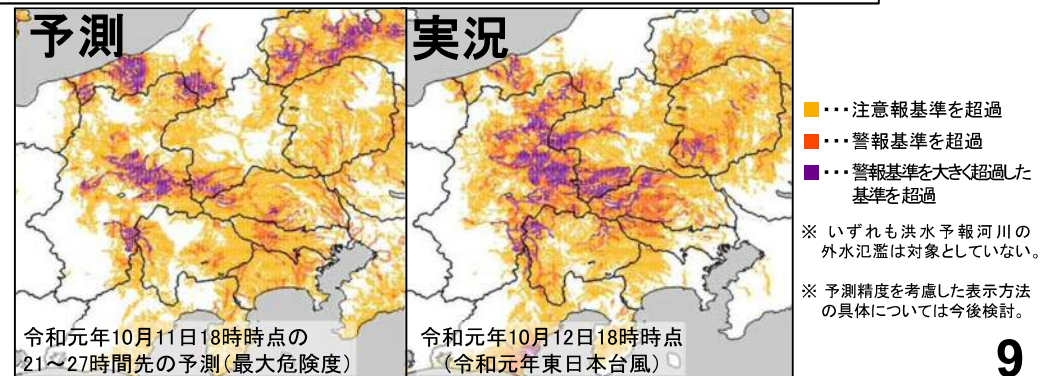 予測
令和元年10月11日18時時点の
21～27時間先の予測(最大危険度)
実況
令和元年10月12日18時時点
(令和元年東日本台風)
■･･･注意報基準を超過
■･･･警報基準を超過
■･･･警報基準を大きく超過した
基準を超過
※ いずれも洪水予報河川の
外水氾濫は対象としていない。
※ 予測精度を考慮した表示方法
の具体については今後検討。
9